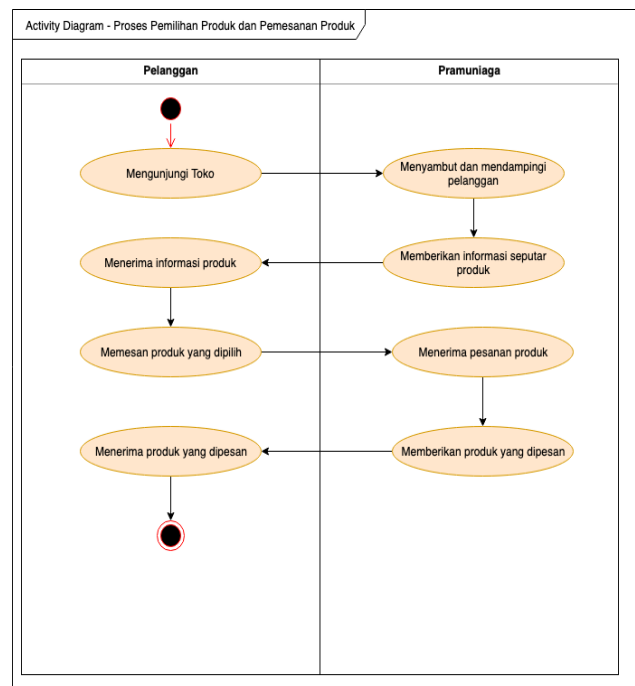 Activity Diagram - Proses Pemilihan Produk dan Pemesanan Produk
Pelanggan
Pramuniaga
Mengunjungi Toko
Menyambut dan mendampingi
pelanggan
Memberikan informasi seputar
produk
Menerima informasi produk
Memesan produk yang dipilih
Menerima pesanan produk
Memberikan produk yang dipesan
Menerima produk yang dipesan